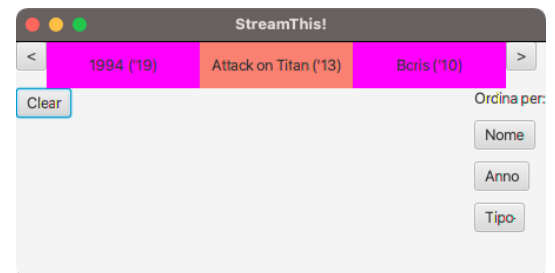 StreamThis!
< 1994 ('19) Attack on Titan ('13) Boris ('10) >
Clear
Ordina per:
Nome
Anno
Tipo